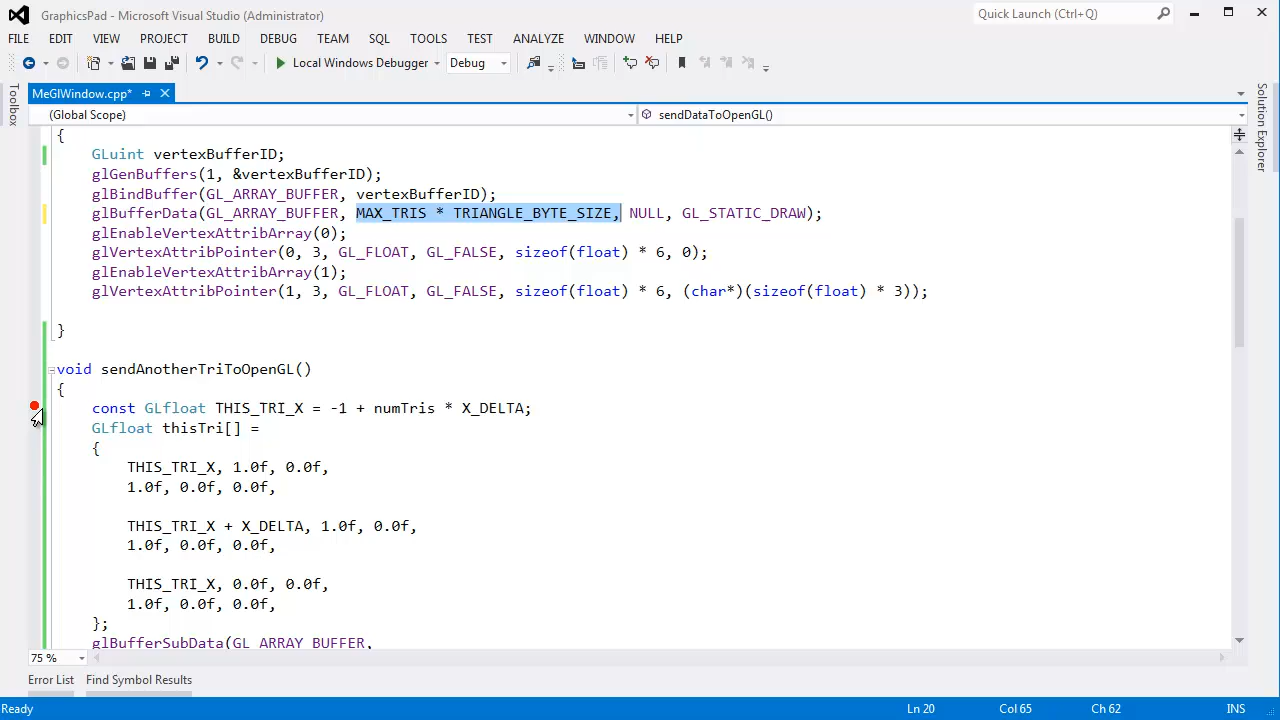 GraphicsPad - Microsoft Visual Studio (Administrator)
Quick Launch (Ctrl+Q)
FILE EDIT VIEW PROJECT BUILD DEBUG TEAM SQL TOOLS TEST ANALYZE WINDOW HELP
Local Windows Debugger Debug
Toolbox
MeGlWindow.cpp*
Solution Explorer
(Global Scope) sendDataToOpenGL()
{
GLuint vertexBufferID;
glGenBuffers(1, &vertexBufferID);
glBindBuffer(GL_ARRAY_BUFFER, vertexBufferID);
glBufferData(GL_ARRAY_BUFFER, MAX_TRIS * TRIANGLE_BYTE_SIZE, NULL, GL_STATIC_DRAW);
glEnableVertexAttribArray(0);
glVertexAttribPointer(0, 3, GL_FLOAT, GL_FALSE, sizeof(float) * 6, 0);
glEnableVertexAttribArray(1);
glVertexAttribPointer(1, 3, GL_FLOAT, GL_FALSE, sizeof(float) * 6, (char*)(sizeof(float) * 3));
}
void sendAnotherTriToOpenGL()
{
const GLfloat THIS_TRI_X = -1 + numTris * X_DELTA;
GLfloat thisTri[] =
{
THIS_TRI_X, 1.0f, 0.0f,
1.0f, 0.0f, 0.0f,
THIS_TRI_X + X_DELTA, 1.0f, 0.0f,
1.0f, 0.0f, 0.0f,
THIS_TRI_X, 0.0f, 0.0f,
1.0f, 0.0f, 0.0f,
};
glBufferSubData(GL_ARRAY_BUFFER,
75 %
Error List Find Symbol Results
Ready Ln 20 Col 65 Ch 62 INS